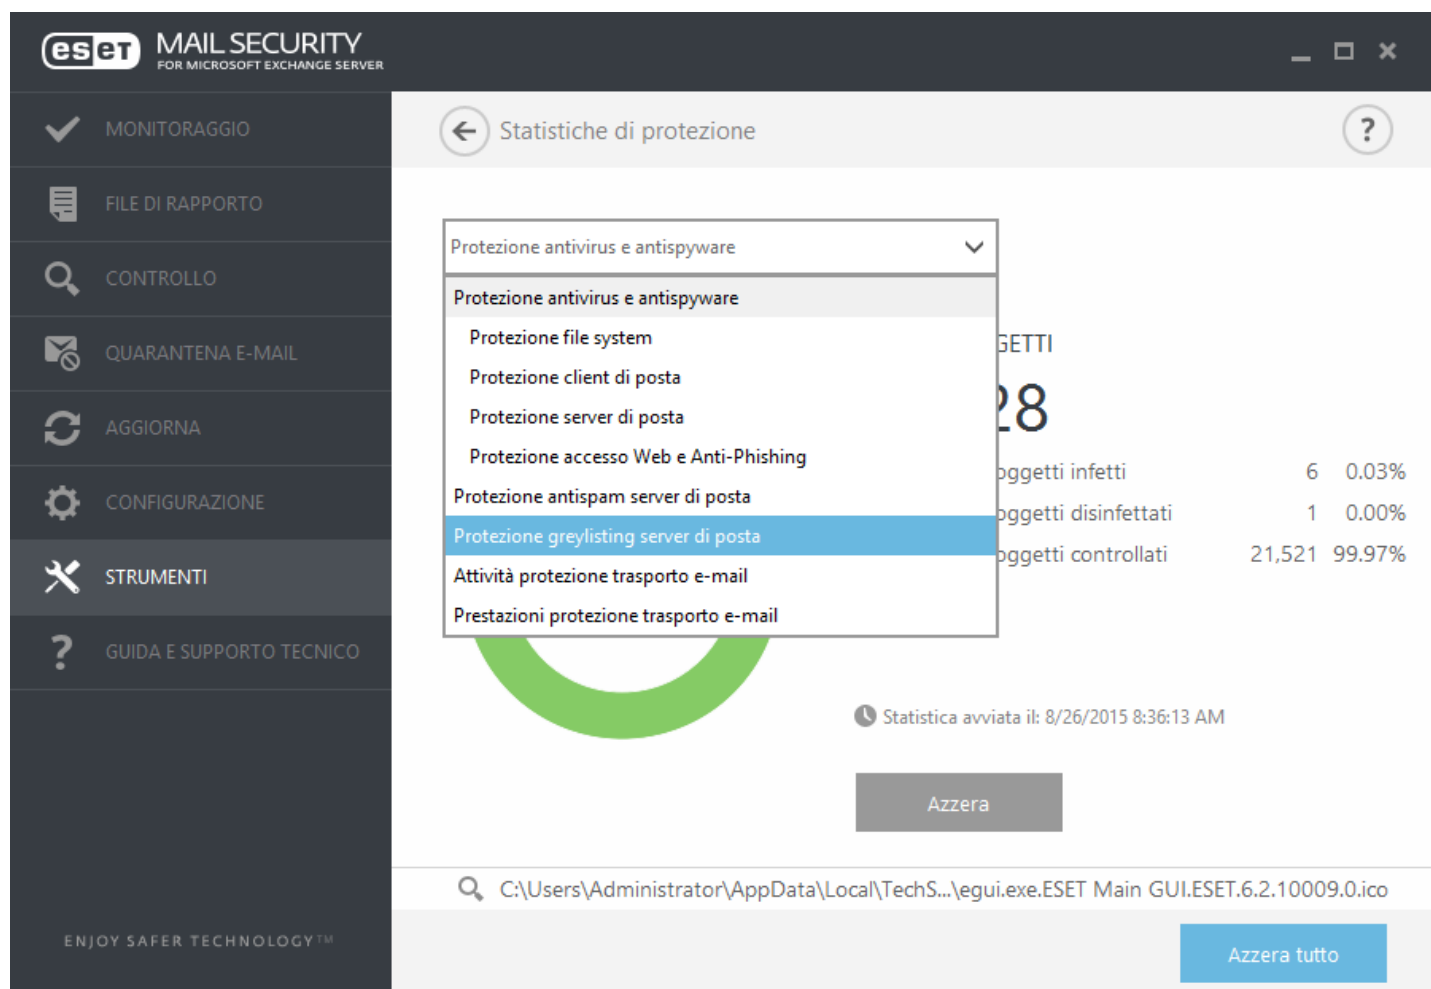 eset MAIL SECURITY
FOR MICROSOFT EXCHANGE SERVER
MONITORAGGIO
FILE DI RAPPORTO
CONTROLLO
QUARANTENA E-MAIL
AGGIORNA
CONFIGURAZIONE
STRUMENTI
GUIDA E SUPPORTO TECNICO
ENJOY SAFER TECHNOLOGY™
Statistiche di protezione
?
Protezione antivirus e antispyware
Protezione antivirus e antispyware
Protezione file system
Protezione client di posta
Protezione server di posta
Protezione accesso Web e Anti-Phishing
Protezione antispam server di posta
Protezione greylisting server di posta
Attività protezione trasporto e-mail
Prestazioni protezione trasporto e-mail
GETTI
28
oggetti infetti 6 0.03%
oggetti disinfettati 1 0.00%
oggetti controllati 21,521 99.97%
Statistica avviata il: 8/26/2015 8:36:13 AM
Azzera
C:\Users\Administrator\AppData\Local\TechS...\egui.exe.ESET Main GUI.ESET.6.2.10009.0.ico
Azzera tutto